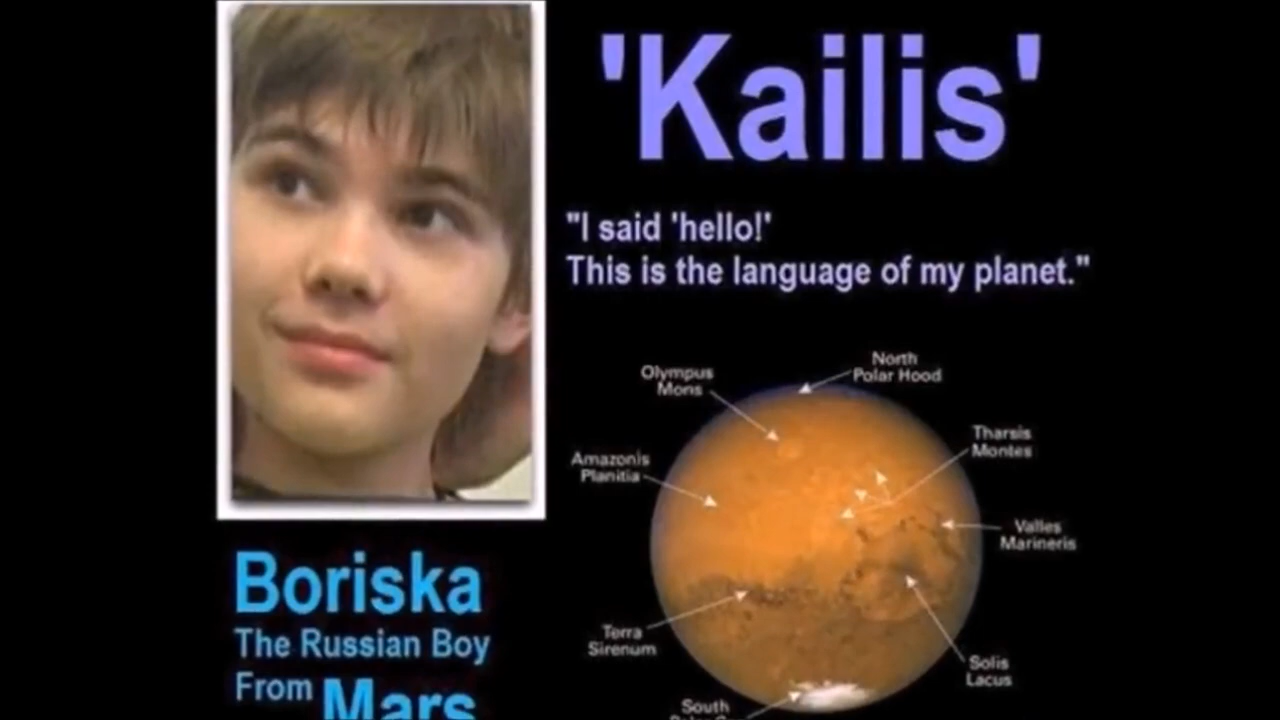 'Kailis'
"I said 'hello!'
This is the language of my planet."
North
Polar Hood
Olympus
Mons
Tharsis
Montes
Amazonis
Planitia
Valles
Marineris
Terra
Sirenum
Solis
Lacus
South
Boriska
The Russian Boy
From Mars